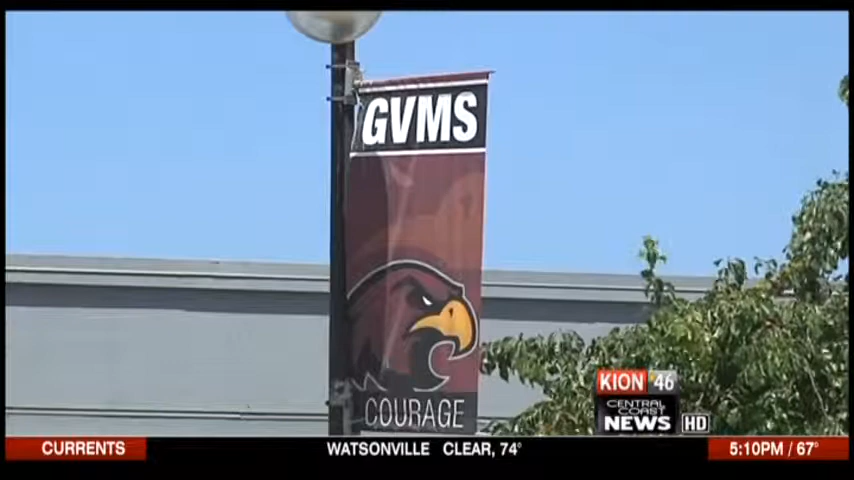 GVMS
COURAGE
KION 46
CENTRAL
COAST
NEWS HD
CURRENTS
WATSONVILLE CLEAR, 74°
5:10PM / 67°